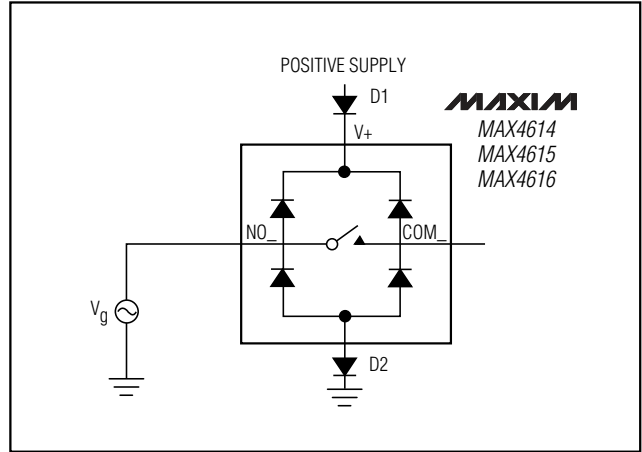 POSITIVE SUPPLY
D1
MAXIM
V+
MAX4614
MAX4615
MAX4616
NO_
COM_
Vg
D2